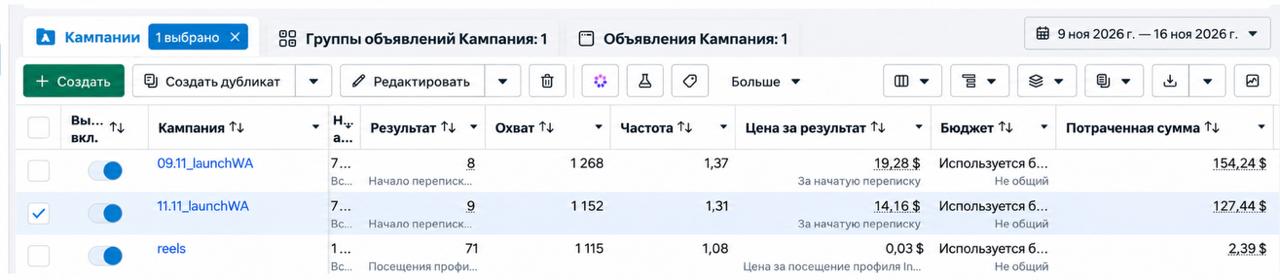 Кампании 1 выбрано × Группы объявлений Кампания: 1 Объявления Кампания: 1 9 ноя 2026 г. — 16 ноя 2026 г.
+ Создать Создать дубликат Редактировать Больше
Вы... вкл. Кампания Н... а... Результат Охват Частота Цена за результат Бюджет Потраченная сумма
09.11_launchWA 7... 8 1 268 1,37 19,28 $ Используется б... 154,24 $
Вс... Начало переписк... За начатую переписку Не общий
11.11_launchWA 7... 9 1 152 1,31 14,16 $ Используется б... 127,44 $
Вс... Начало переписк... За начатую переписку Не общий
reels 1... 71 1 115 1,08 0,03 $ Используется б... 2,39 $
Вс... Посещения профи... Цена за посещение профиля In... Не общий